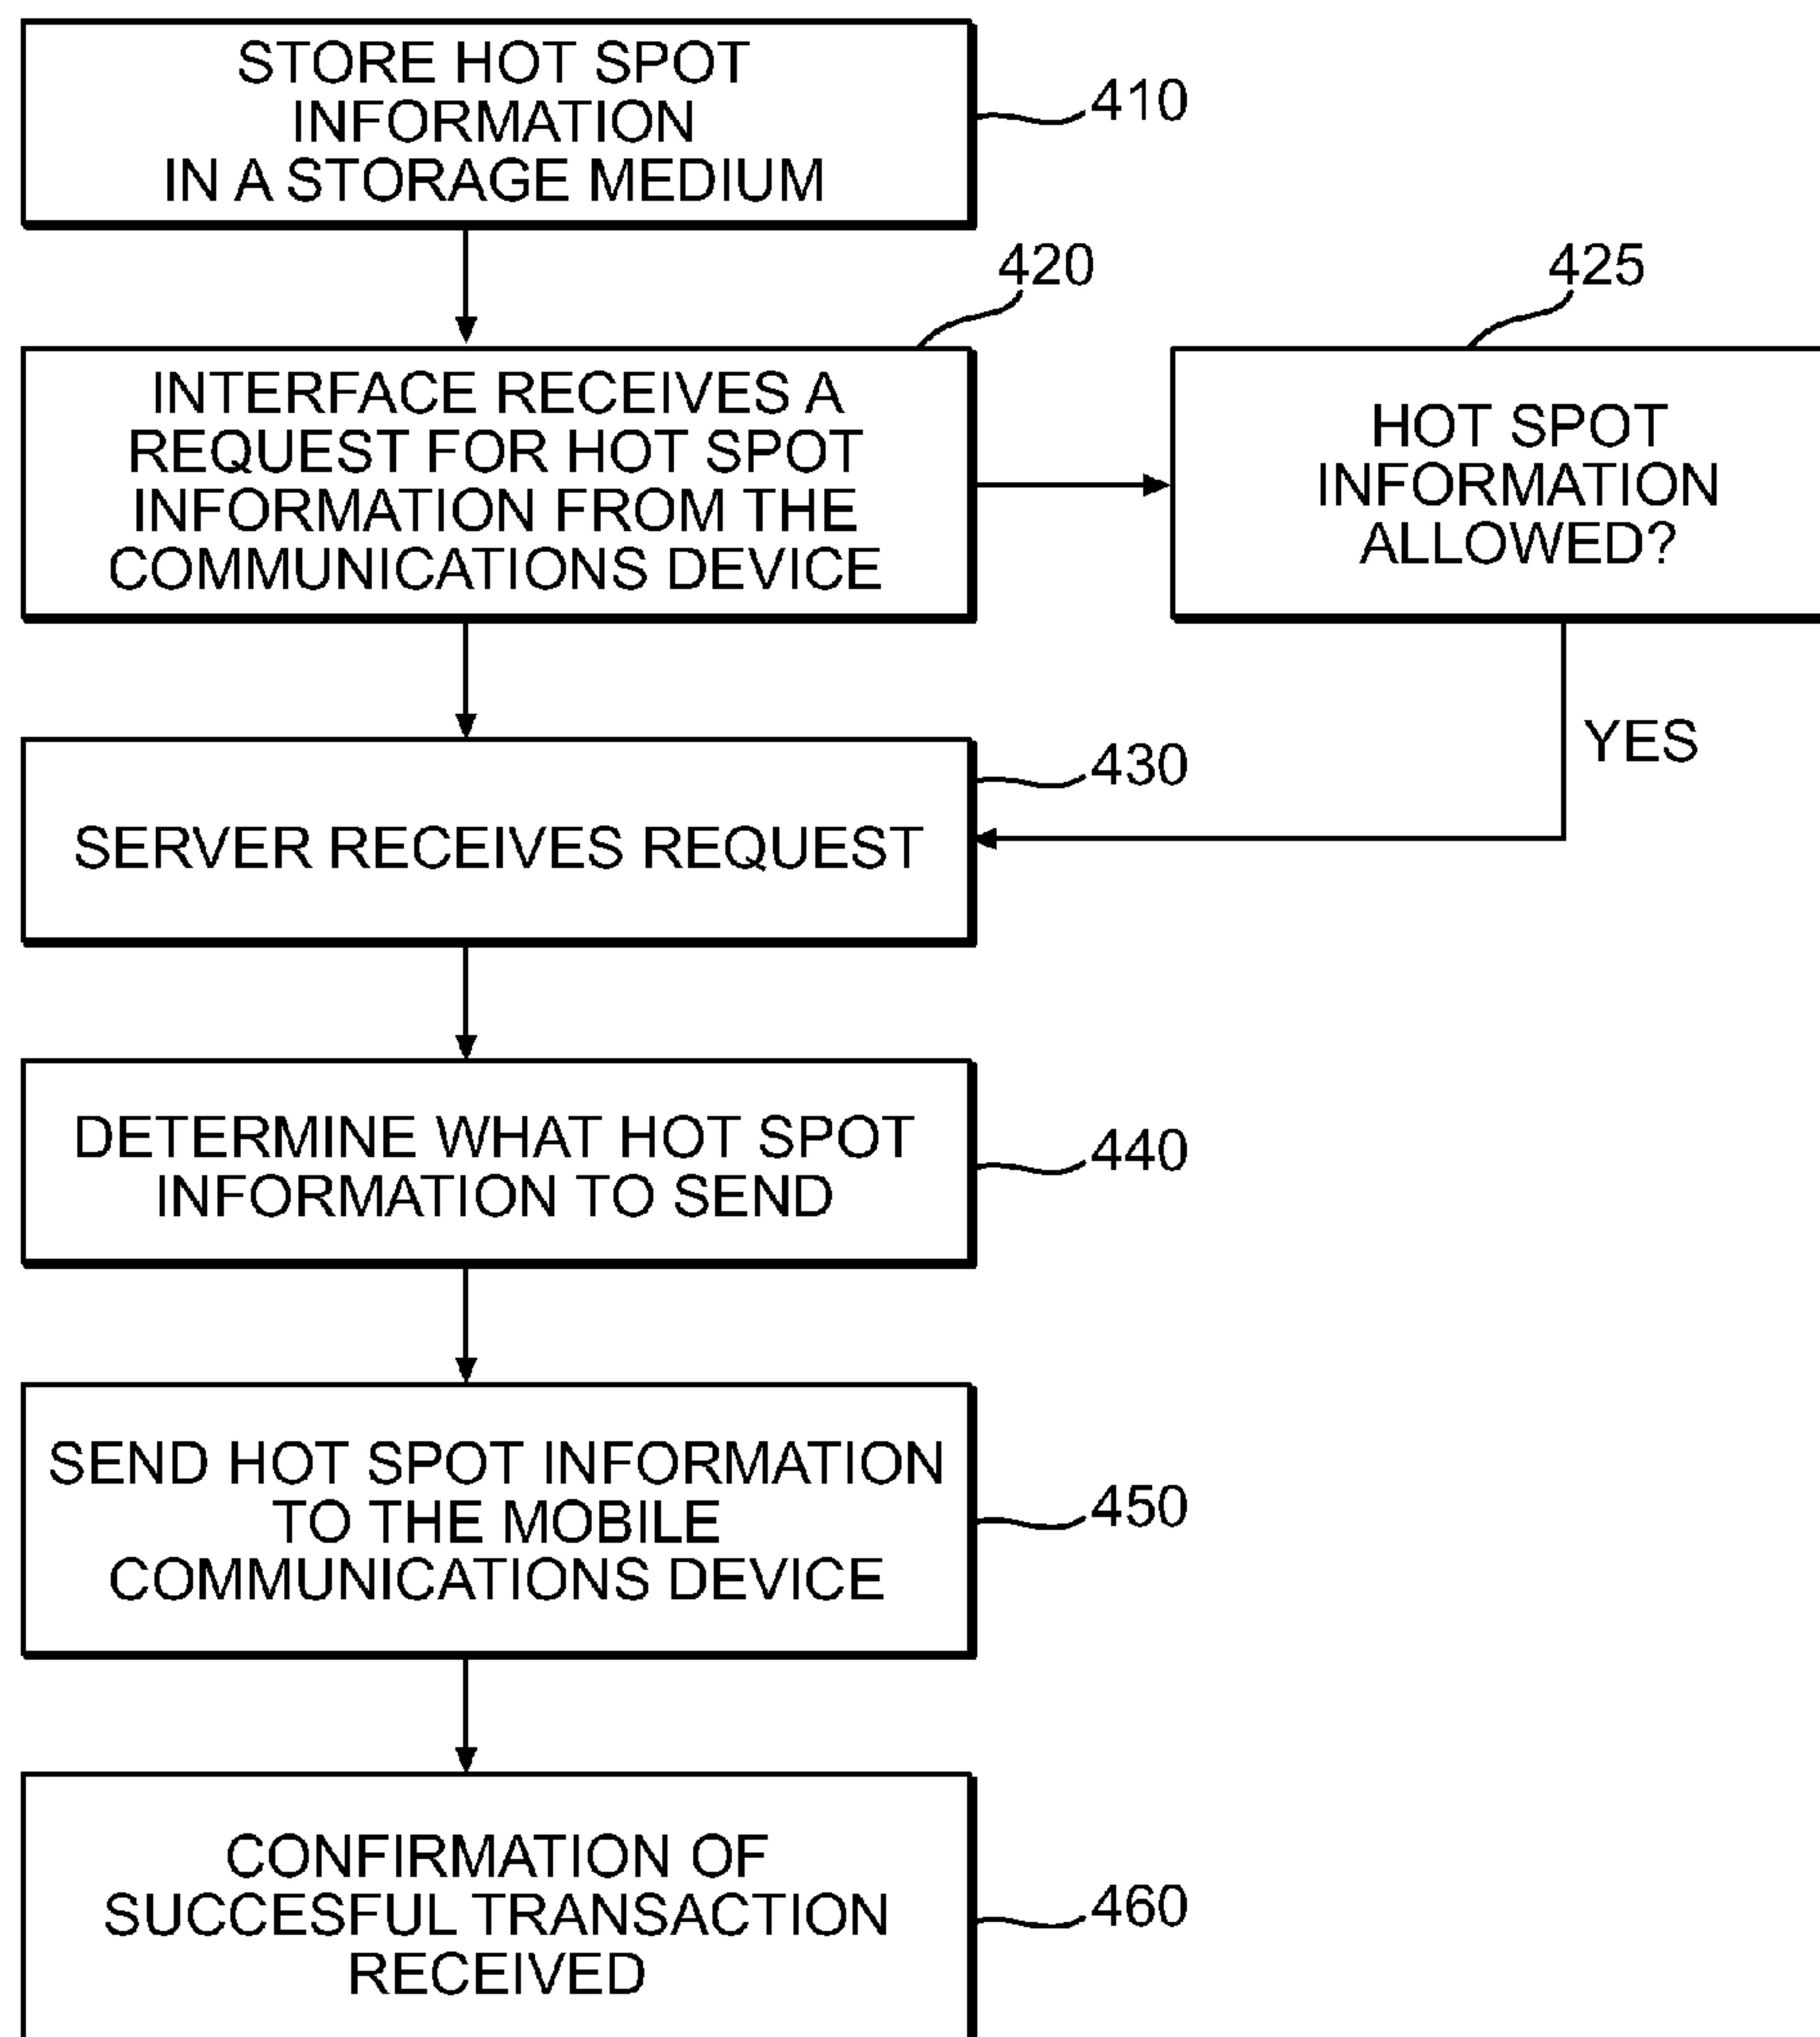 STORE HOT SPOT
INFORMATION
IN A STORAGE MEDIUM
410
420
425
INTERFACE RECEIVES A
REQUEST FOR HOT SPOT
INFORMATION FROM THE
COMMUNICATIONS DEVICE
HOT SPOT
INFORMATION
ALLOWED?
YES
430
SERVER RECEIVES REQUEST
DETERMINE WHAT HOT SPOT
INFORMATION TO SEND
440
SEND HOT SPOT INFORMATION
TO THE MOBILE
COMMUNICATIONS DEVICE
450
CONFIRMATION OF
SUCCESFUL TRANSACTION
RECEIVED
460